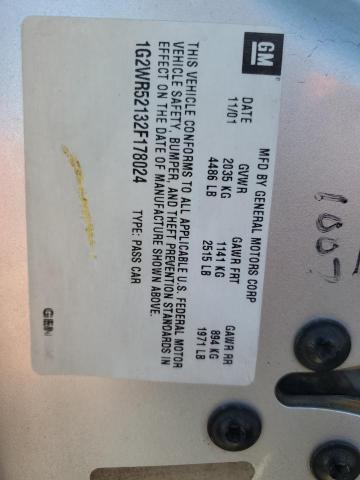 GM
MFD BY GENERAL MOTORS CORP
DATE GVWR GAWR FRT GAWR RR
11/01 2035 KG 1141 KG 894 KG
4486 LB 2515 LB 1971 LB
THIS VEHICLE CONFORMS TO ALL APPLICABLE U.S. FEDERAL MOTOR
VEHICLE SAFETY, BUMPER, AND THEFT PREVENTION STANDARDS IN
EFFECT ON THE DATE OF MANUFACTURE SHOWN ABOVE.
1G2WR52132F178024 TYPE: PASS CAR